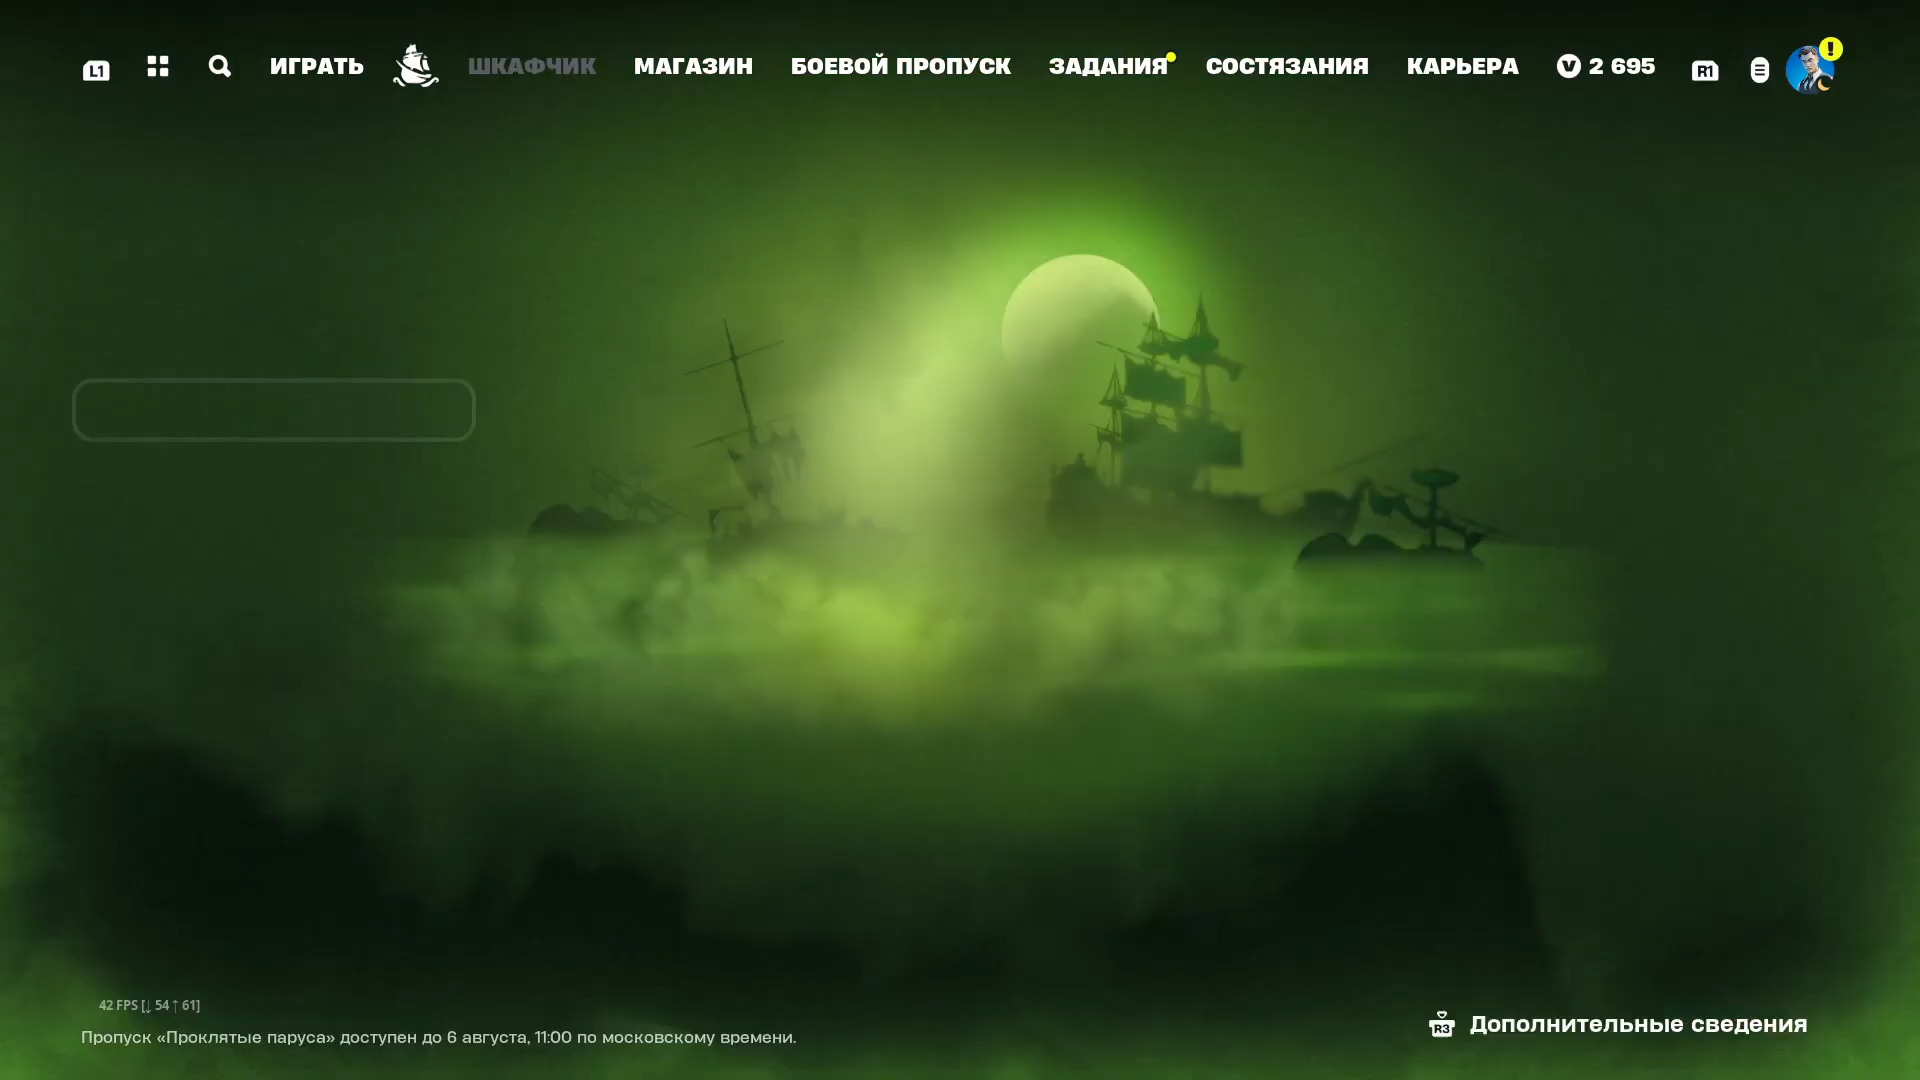 L1 ИГРАТЬ ШКАФЧИК МАГАЗИН БОЕВОЙ ПРОПУСК ЗАДАНИЯ СОСТЯЗАНИЯ КАРЬЕРА V 2 695 R1 !
42 FPS [↓ 54 ↑ 61]
Пропуск «Проклятые паруса» доступен до 6 августа, 11:00 по московскому времени.
R3 Дополнительные сведения